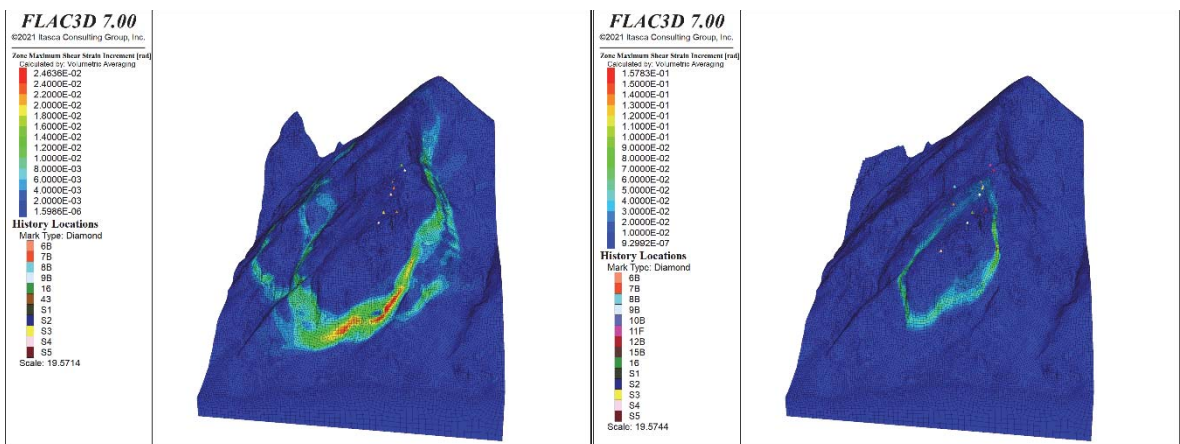 FLAC3D 7.00
©2021 Itasca Consulting Group, Inc.
Zone Maximum Shear Strain Increment [rad]
Calculated by: Volumetric Averaging
2.4636E-02
2.4000E-02
2.2000E-02
2.0000E-02
1.8000E-02
1.6000E-02
1.4000E-02
1.2000E-02
1.0000E-02
8.0000E-03
6.0000E-03
4.0000E-03
2.0000E-03
1.5986E-06
History Locations
Mark Type: Diamond
6B
7B
8B
9B
16
43
S1
S2
S3
S4
S5
Scale: 19.5714
FLAC3D 7.00
©2021 Itasca Consulting Group, Inc.
Zone Maximum Shear Strain Increment [rad]
Calculated by: Volumetric Averaging
1.5783E-01
1.5000E-01
1.4000E-01
1.3000E-01
1.2000E-01
1.1000E-01
1.0000E-01
9.0000E-02
8.0000E-02
7.0000E-02
6.0000E-02
5.0000E-02
4.0000E-02
3.0000E-02
2.0000E-02
1.0000E-02
9.2992E-07
History Locations
Mark Type: Diamond
6B
7B
8B
9B
10B
11F
12B
15B
16
S1
S2
S3
S4
S5
Scale: 19.5744